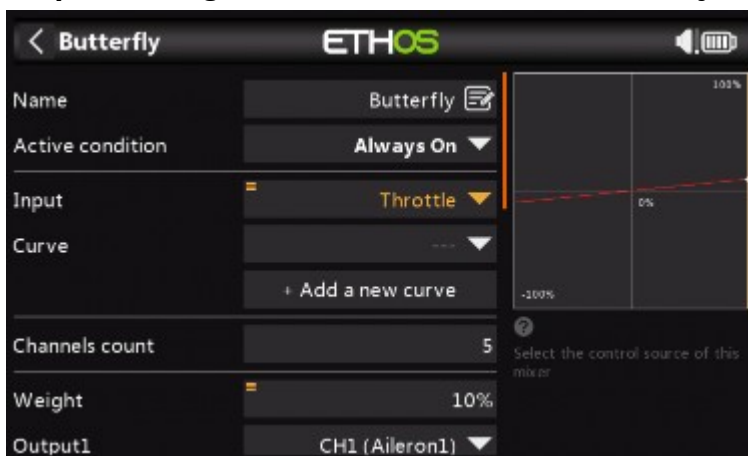 < Butterfly ETHOS
Name Butterfly
Active condition Always On
100%
Input = Throttle
0%
Curve ---
+ Add a new curve
-100%
?
Channels count 5
Select the control source of this
mixer
Weight = 10%
Output1 CH1 (Aileron1)